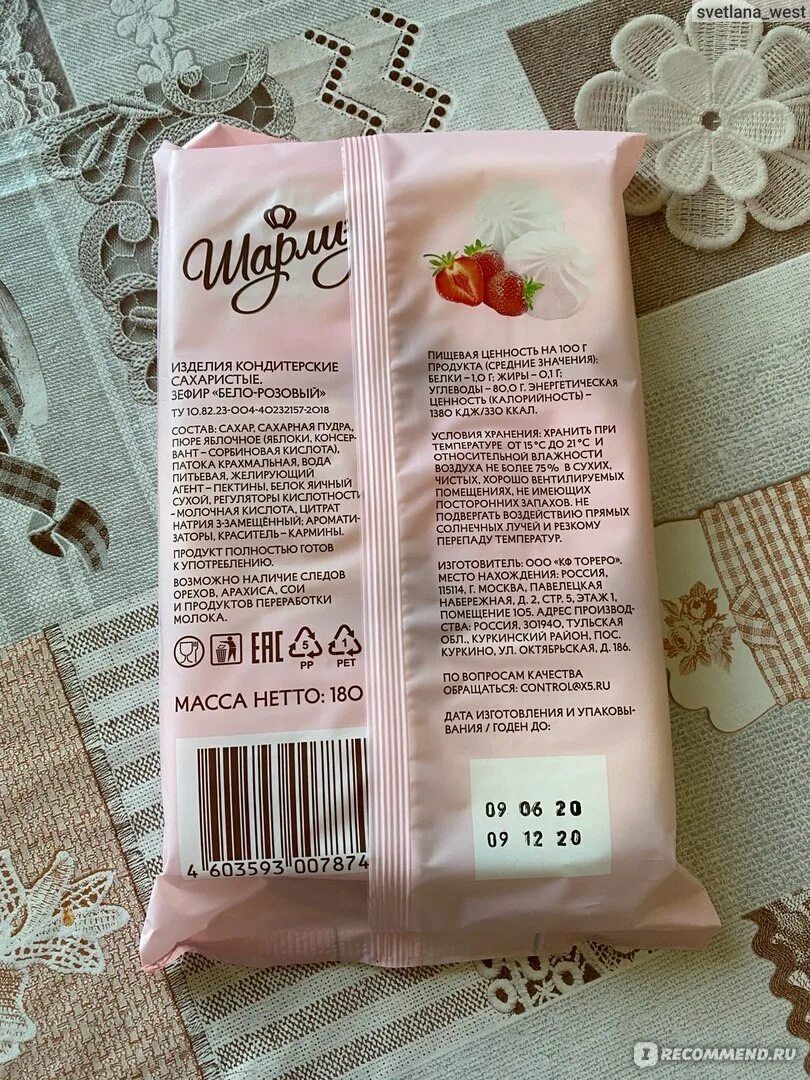 svetlana_west
ИЗДЕЛИЯ КОНДИТЕРСКИЕ
САХАРИСТЫЕ.
ЗЕФИР «БЕЛО-РОЗОВЫЙ»
ТУ 10.82.23-004-40232157-2018
СОСТАВ: САХАР, САХАРНАЯ ПУДРА,
ПЮРЕ ЯБЛОЧНОЕ (ЯБЛОКИ, КОНСЕР-
ВАНТ – СОРБИНОВАЯ КИСЛОТА),
ПАТОКА КРАХМАЛЬНАЯ, ВОДА
ПИТЬЕВАЯ, ЖЕЛИРУЮЩИЙ
АГЕНТ – ПЕКТИНЫ, БЕЛОК ЯИЧНЫЙ
СУХОЙ, РЕГУЛЯТОРЫ КИСЛОТНОСТИ
– МОЛОЧНАЯ КИСЛОТА, ЦИТРАТ
НАТРИЯ 3-ЗАМЕЩЁННЫЙ; АРОМАТИ-
ЗАТОРЫ, КРАСИТЕЛЬ – КАРМИНЫ.
ПРОДУКТ ПОЛНОСТЬЮ ГОТОВ
К УПОТРЕБЛЕНИЮ.
ВОЗМОЖНО НАЛИЧИЕ СЛЕДОВ
ОРЕХОВ, АРАХИСА, СОИ
И ПРОДУКТОВ ПЕРЕРАБОТКИ
МОЛОКА.
EAC 5 PP 1 PET
МАССА НЕТТО: 180
4 603593 007874
ПИЩЕВАЯ ЦЕННОСТЬ НА 100 Г
ПРОДУКТА (СРЕДНИЕ ЗНАЧЕНИЯ):
БЕЛКИ – 1,0 Г; ЖИРЫ – 0,1 Г;
УГЛЕВОДЫ – 80,0 Г. ЭНЕРГЕТИЧЕСКАЯ
ЦЕННОСТЬ (КАЛОРИЙНОСТЬ) –
1380 КДЖ/330 ККАЛ.
УСЛОВИЯ ХРАНЕНИЯ: ХРАНИТЬ ПРИ
ТЕМПЕРАТУРЕ ОТ 15°C ДО 21°C И
ОТНОСИТЕЛЬНОЙ ВЛАЖНОСТИ
ВОЗДУХА НЕ БОЛЕЕ 75% В СУХИХ,
ЧИСТЫХ, ХОРОШО ВЕНТИЛИРУЕМЫХ
ПОМЕЩЕНИЯХ, НЕ ИМЕЮЩИХ
ПОСТОРОННИХ ЗАПАХОВ. НЕ
ПОДВЕРГАТЬ ВОЗДЕЙСТВИЮ ПРЯМЫХ
СОЛНЕЧНЫХ ЛУЧЕЙ И РЕЗКОМУ
ПЕРЕПАДУ ТЕМПЕРАТУР.
ИЗГОТОВИТЕЛЬ: ООО «КФ ТОРЕРО».
МЕСТО НАХОЖДЕНИЯ: РОССИЯ,
115114, Г. МОСКВА, ПАВЕЛЕЦКАЯ
НАБЕРЕЖНАЯ, Д. 2, СТР. 5, ЭТАЖ 1,
ПОМЕЩЕНИЕ 105. АДРЕС ПРОИЗВОД-
СТВА: РОССИЯ, 301940, ТУЛЬСКАЯ
ОБЛ., КУРКИНСКИЙ РАЙОН, ПОС.
КУРКИНО, УЛ. ОКТЯБРЬСКАЯ, Д. 186.
ПО ВОПРОСАМ КАЧЕСТВА
ОБРАЩАТЬСЯ: CONTROL@X5.RU
ДАТА ИЗГОТОВЛЕНИЯ И УПАКОВЫ-
ВАНИЯ / ГОДЕН ДО:
09 06 20
09 12 20
IRECOMMEND.RU